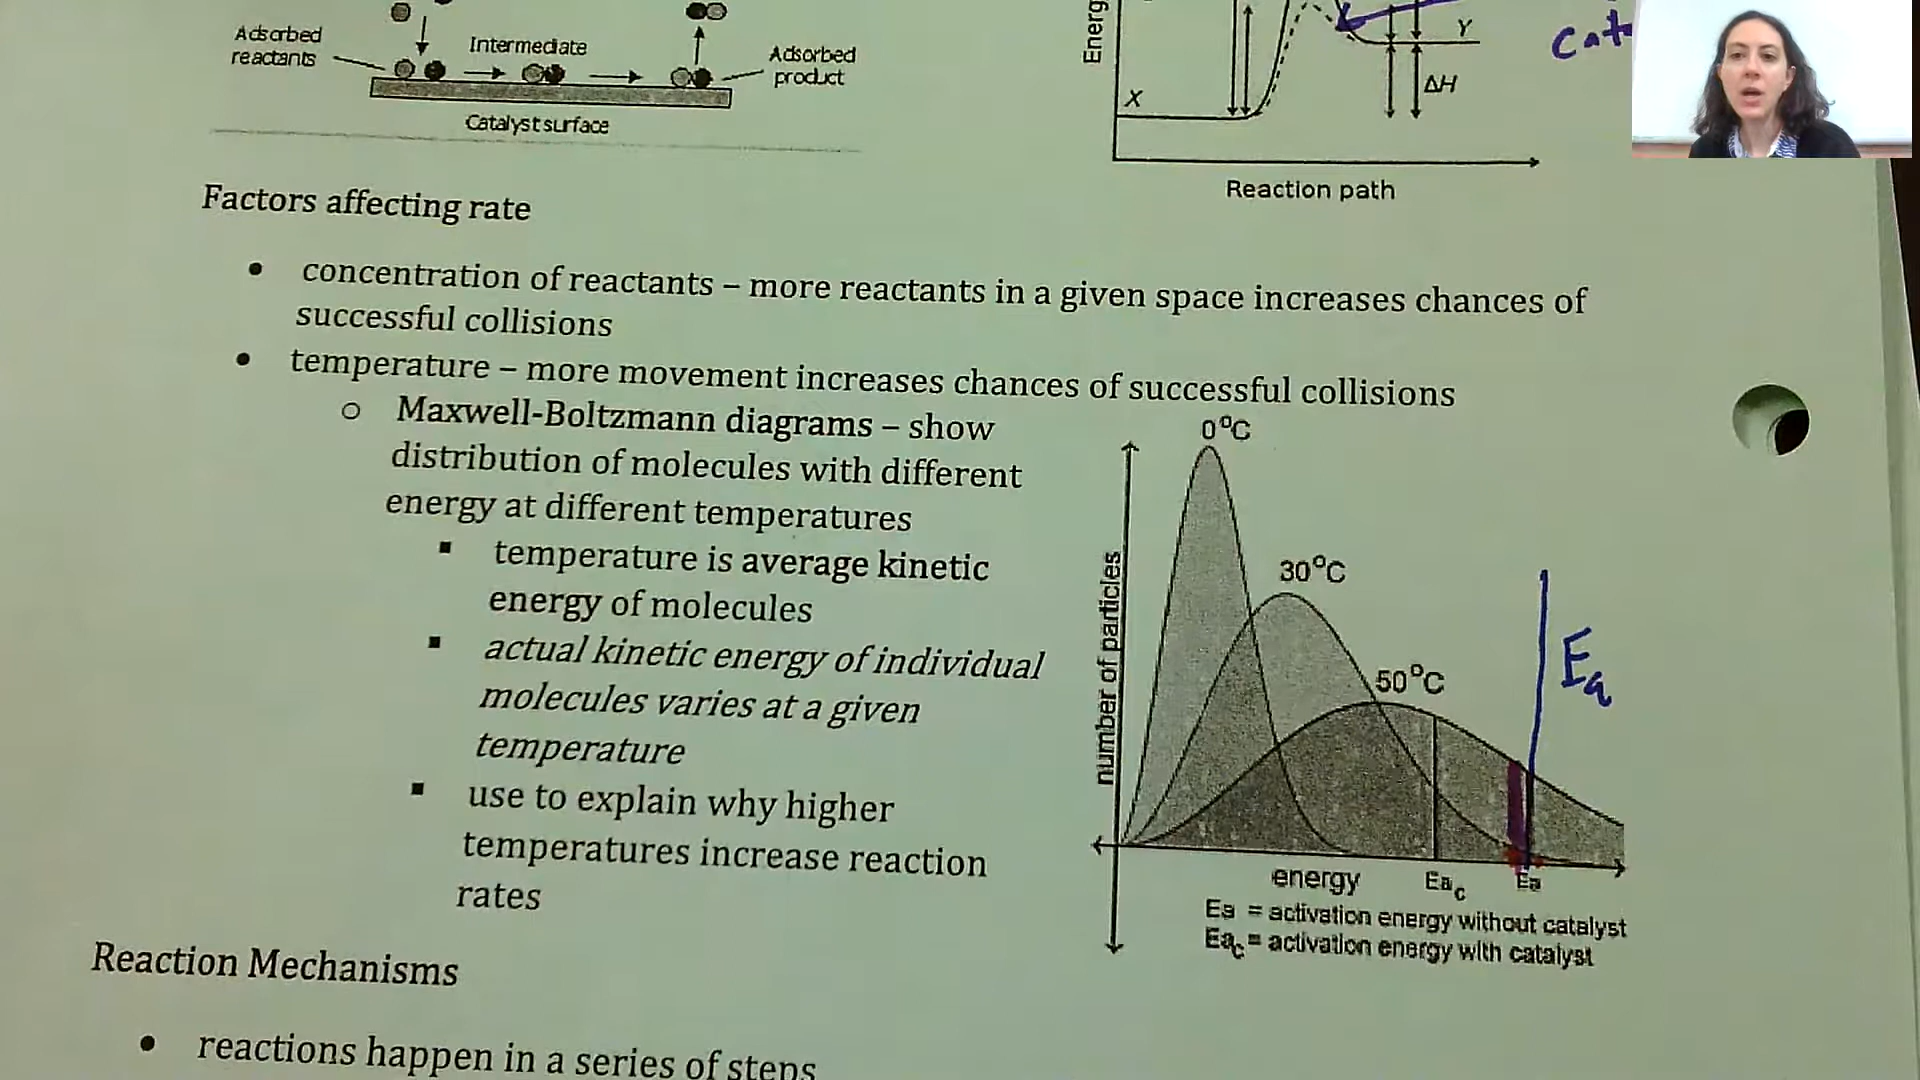 Adsorbed
reactants
Intermediate
Adsorbed
product
Catalyst surface
Energ
X
Y
ΔH
Reaction path
Cat
Factors affecting rate
• concentration of reactants – more reactants in a given space increases chances of
successful collisions
• temperature – more movement increases chances of successful collisions
○ Maxwell-Boltzmann diagrams – show
distribution of molecules with different
energy at different temperatures
▪ temperature is average kinetic
energy of molecules
▪ actual kinetic energy of individual
molecules varies at a given
temperature
▪ use to explain why higher
temperatures increase reaction
rates
0°C
30°C
50°C
Ea
number of particles
energy
Eac
Ea
Ea = activation energy without catalyst
Eac = activation energy with catalyst
Reaction Mechanisms
• reactions happen in a series of steps